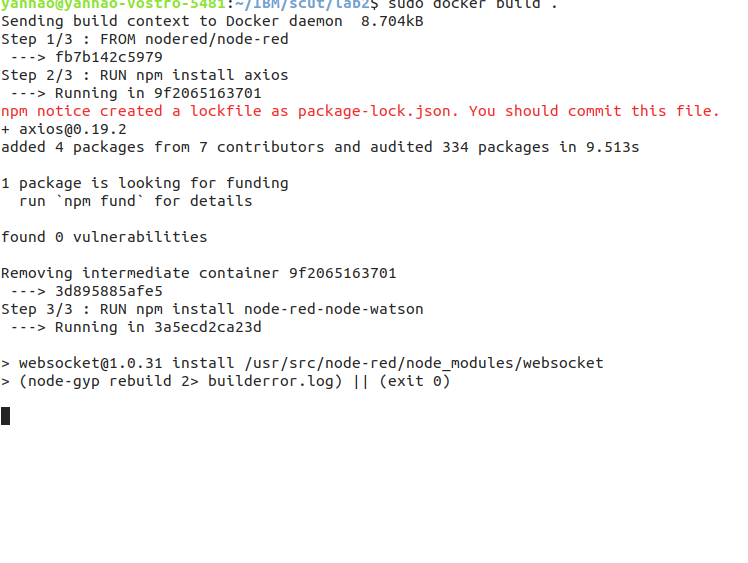 yanhao@yanhao-Vostro-5481:~/IBM/scut/lab2$ sudo docker build .
Sending build context to Docker daemon  8.704kB
Step 1/3 : FROM nodered/node-red
 ---> fb7b142c5979
Step 2/3 : RUN npm install axios
 ---> Running in 9f2065163701
npm notice created a lockfile as package-lock.json. You should commit this file.
+ axios@0.19.2
added 4 packages from 7 contributors and audited 334 packages in 9.513s
1 package is looking for funding
  run `npm fund` for details
found 0 vulnerabilities
Removing intermediate container 9f2065163701
 ---> 3d895885afe5
Step 3/3 : RUN npm install node-red-node-watson
 ---> Running in 3a5ecd2ca23d
> websocket@1.0.31 install /usr/src/node-red/node_modules/websocket
> (node-gyp rebuild 2> builderror.log) || (exit 0)